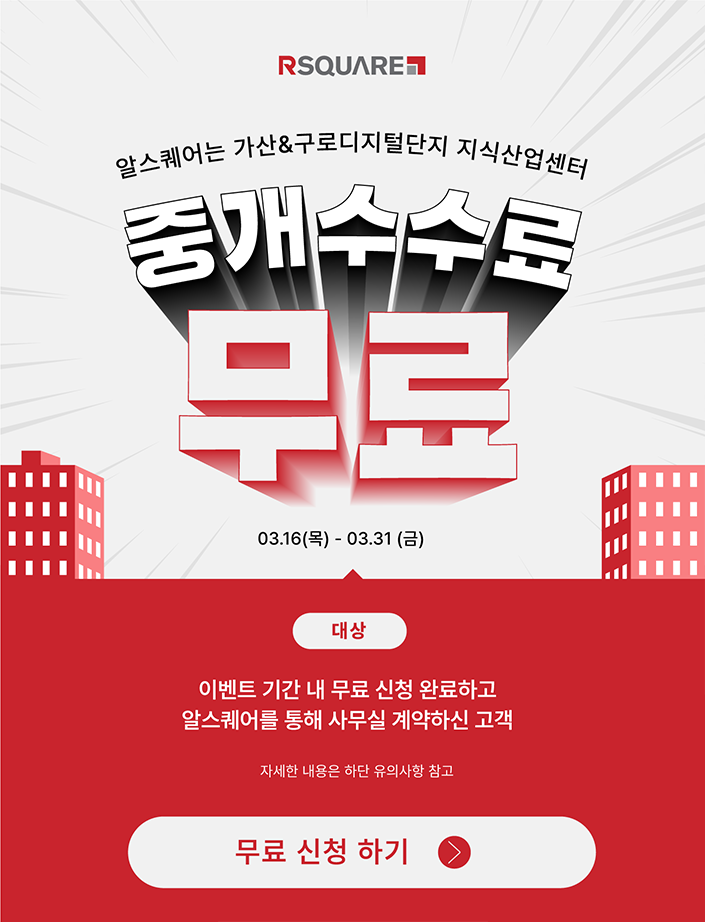 RSQUARE
알스퀘어는 가산&구로디지털단지 지식산업센터
중개수수료
무료
03.16(목) - 03.31 (금)
대상
이벤트 기간 내 무료 신청 완료하고
알스퀘어를 통해 사무실 계약하신 고객
자세한 내용은 하단 유의사항 참고
무료 신청 하기